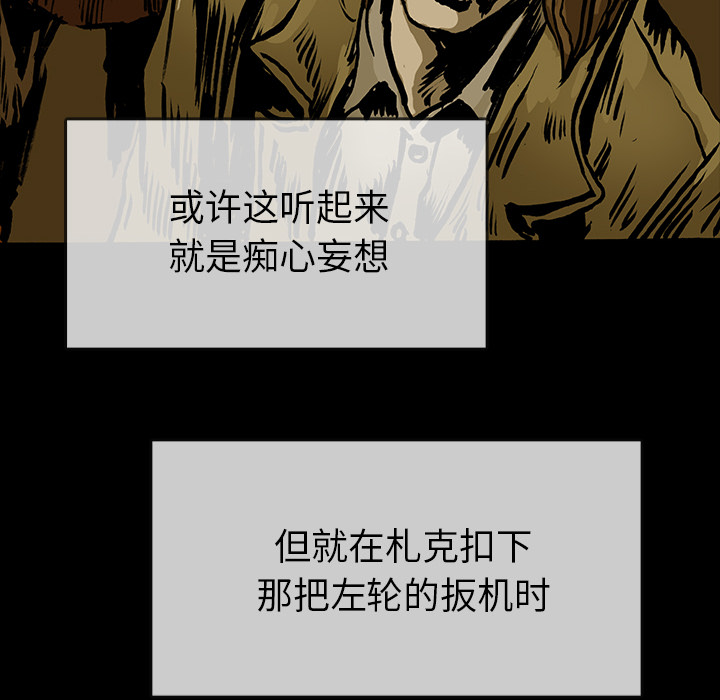 或许这听起来
就是痴心妄想
但就在札克扣下
那把左轮的扳机时